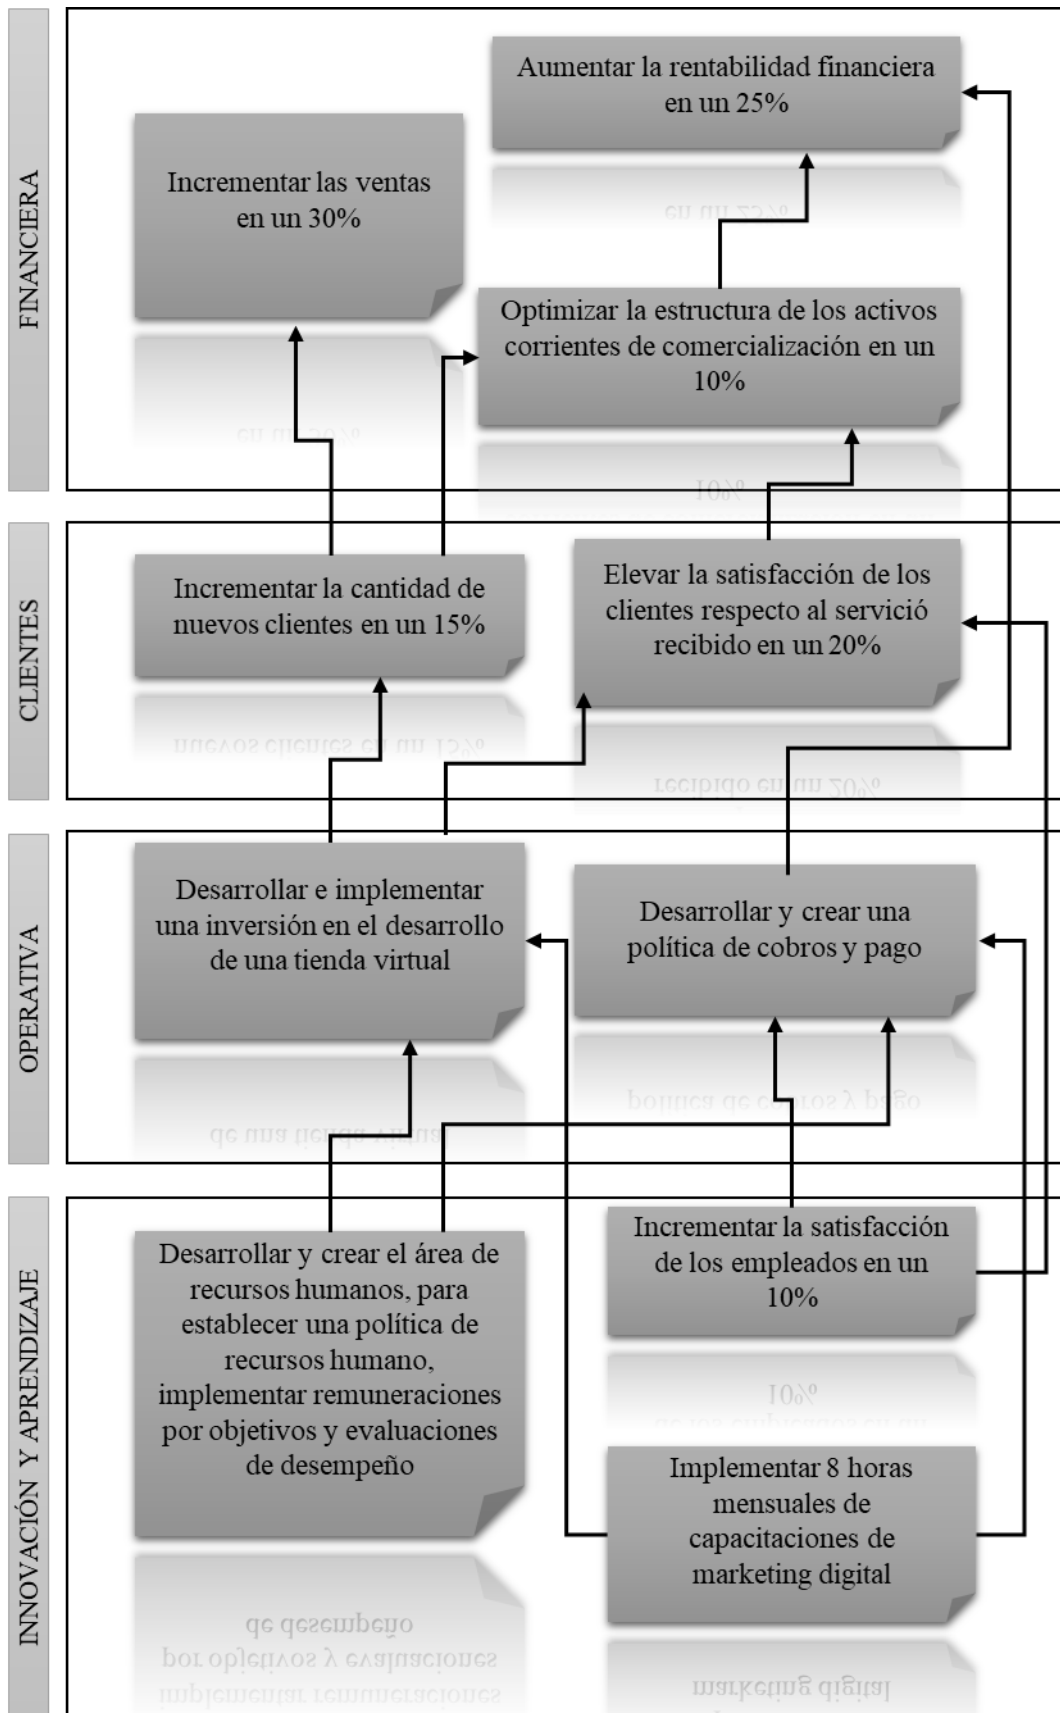 FINANCIERA
Aumentar la rentabilidad financiera
en un 25%
Incrementar las ventas
en un 30%
Optimizar la estructura de los activos
corrientes de comercialización en un
10%
CLIENTES
Incrementar la cantidad de
nuevos clientes en un 15%
Elevar la satisfacción de los
clientes respecto al servició
recibido en un 20%
OPERATIVA
Desarrollar e implementar
una inversión en el desarrollo
de una tienda virtual
Desarrollar y crear una
política de cobros y pago
INNOVACIÓN Y APRENDIZAJE
Desarrollar y crear el área de
recursos humanos, para
establecer una política de
recursos humano,
implementar remuneraciones
por objetivos y evaluaciones
de desempeño
Incrementar la satisfacción
de los empleados en un
10%
Implementar 8 horas
mensuales de
capacitaciones de
marketing digital